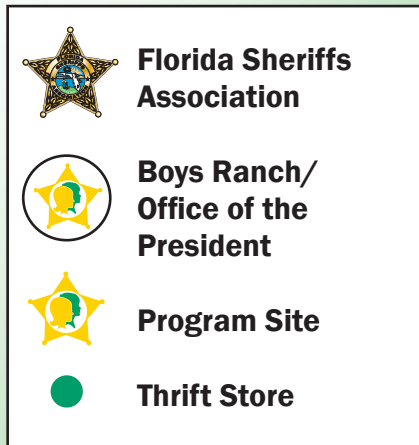 Florida Sheriffs
Association
Boys Ranch/
Office of the
President
Program Site
Thrift Store